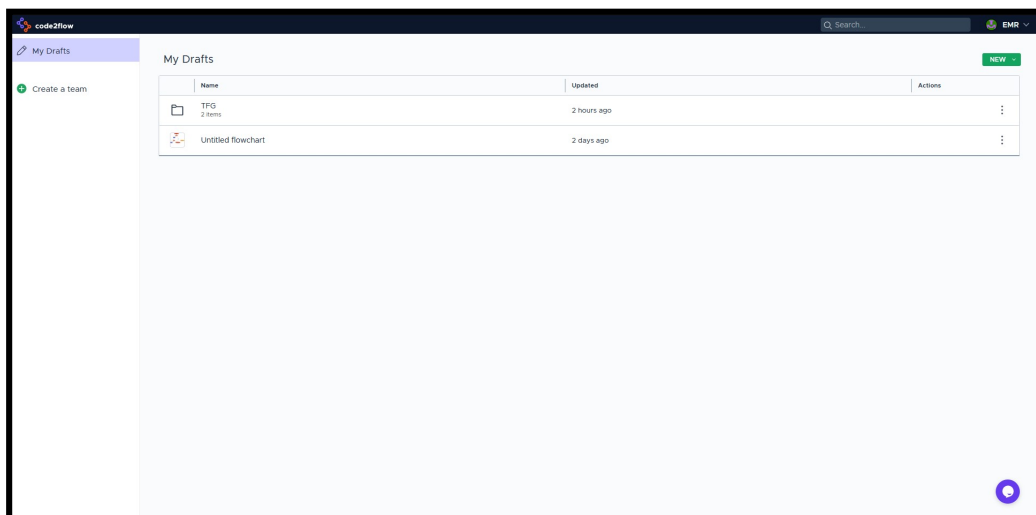 code2flow
Search...
EMR
My Drafts
Create a team
My Drafts
NEW
Name
Updated
Actions
TFG
2 items
2 hours ago
Untitled flowchart
2 days ago